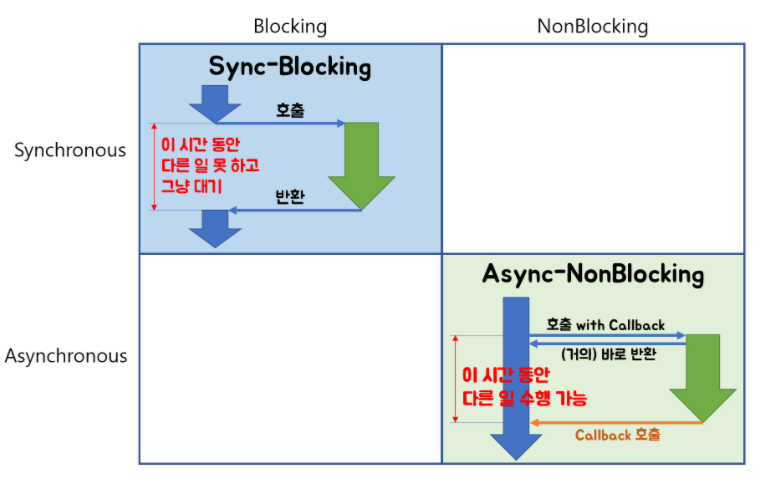 Blocking
NonBlocking
Synchronous
Sync-Blocking
호출
이 시간 동안
다른 일 못 하고
그냥 대기
반환
Asynchronous
Async-NonBlocking
호출 with Callback
(거의) 바로 반환
이 시간 동안
다른 일 수행 가능
Callback 호출